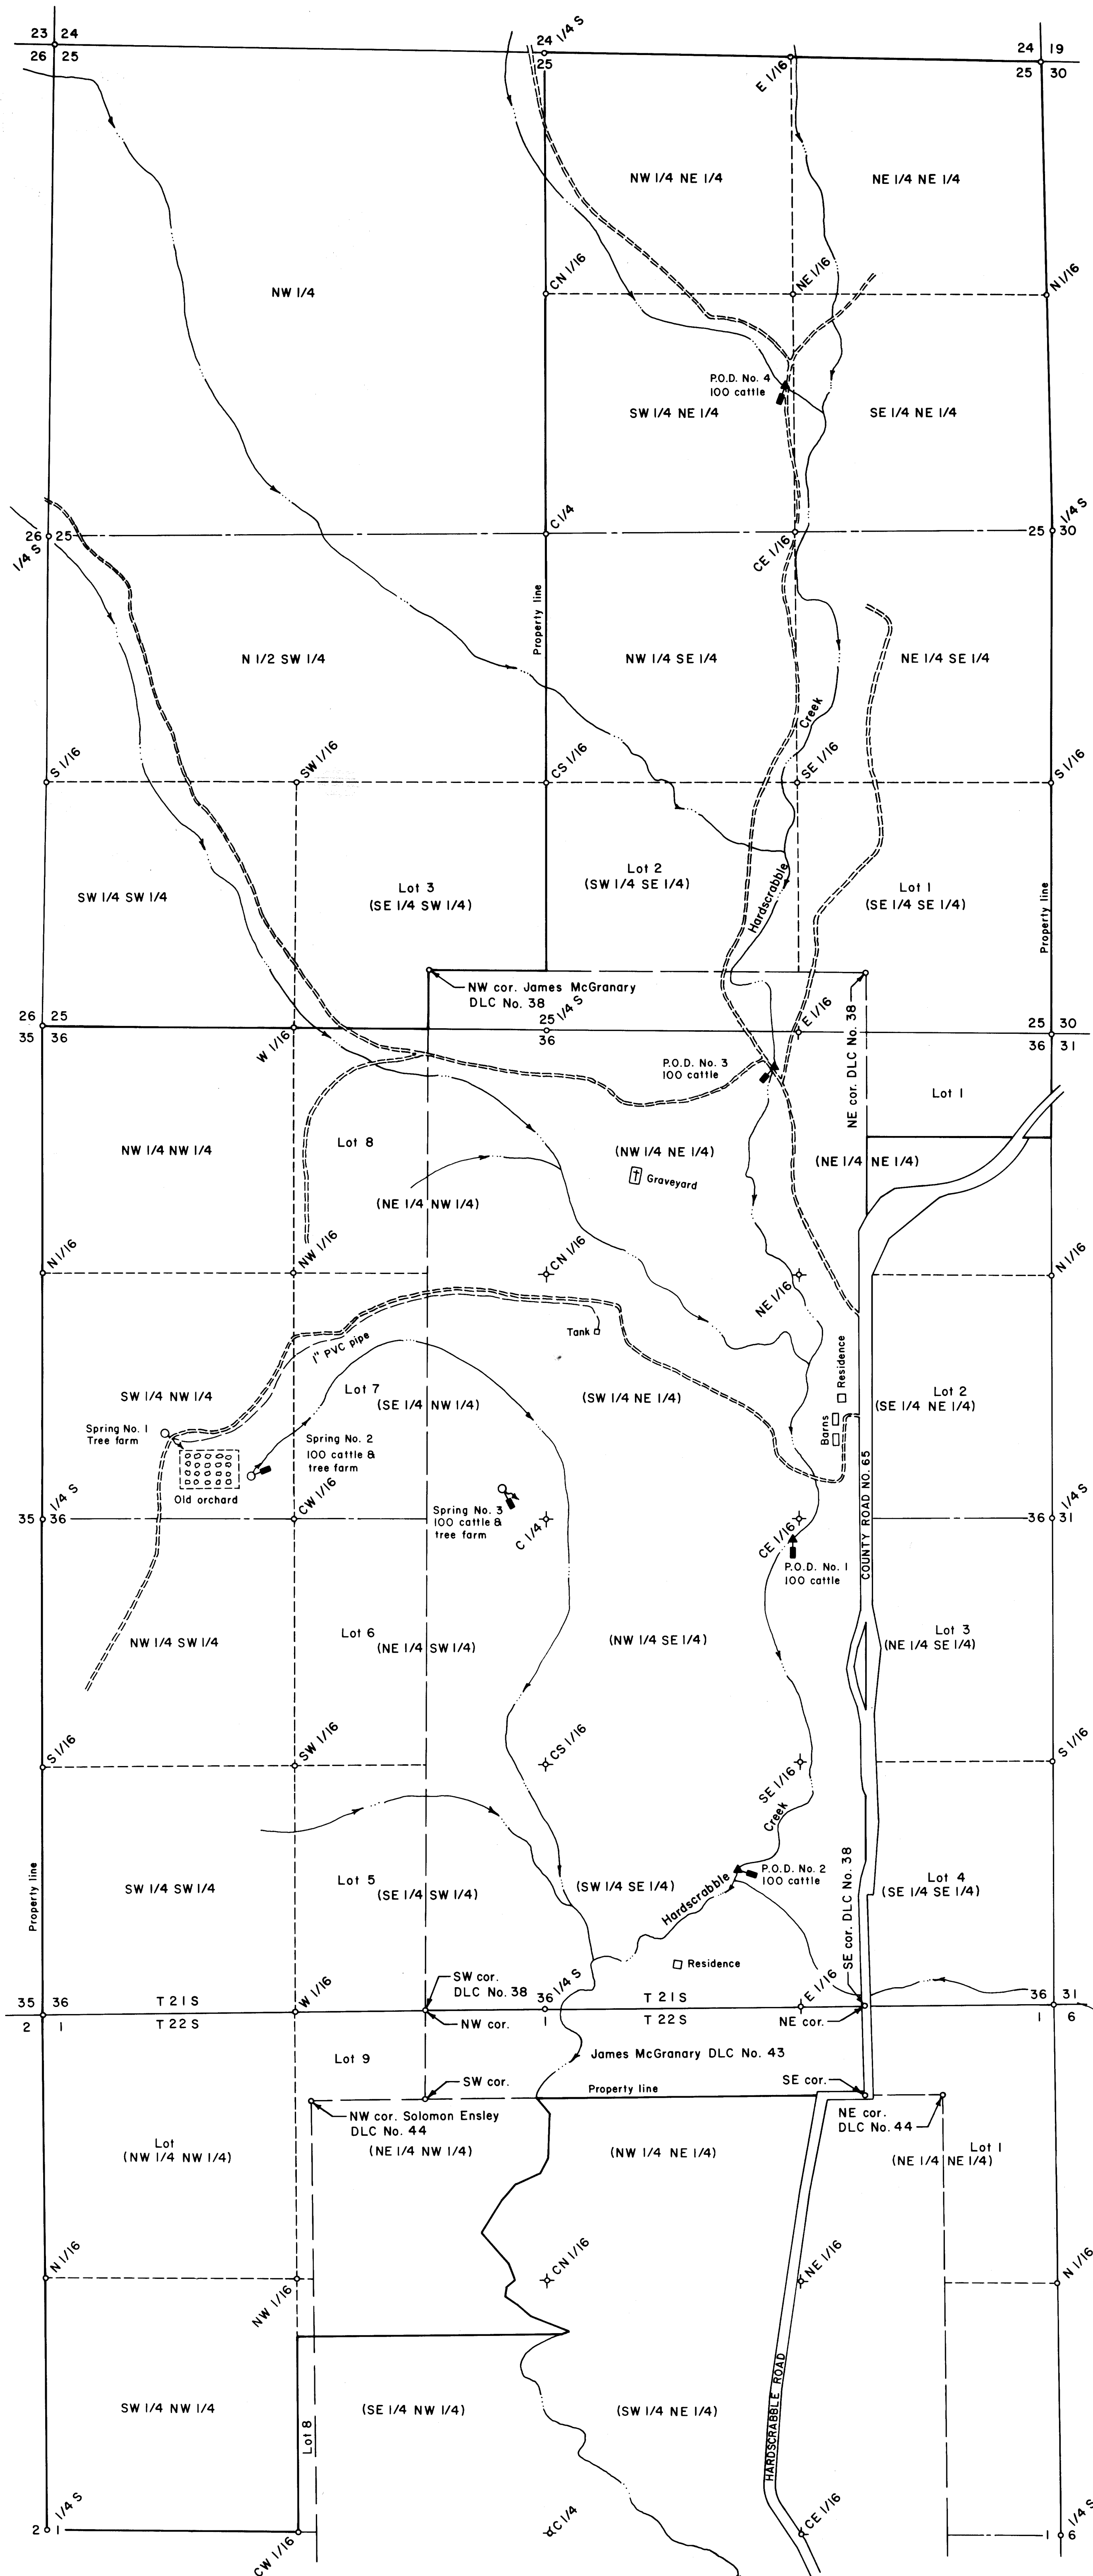 23 24
26 25
24 1/4 S
25
24 19
25 30
E 1/16
NW 1/4 NE 1/4
NE 1/4 NE 1/4
NW 1/4
CN 1/16
NE 1/16
N 1/16
P.O.D. No. 4
100 cattle
SW 1/4 NE 1/4
SE 1/4 NE 1/4
26 25
1/4 S
C 1/4
CE 1/16
25 30
1/4 S
Property line
N 1/2 SW 1/4
NW 1/4 SE 1/4
NE 1/4 SE 1/4
Creek
S 1/16
SW 1/16
CS 1/16
SE 1/16
S 1/16
Hardscrabble
SW 1/4 SW 1/4
Lot 3
(SE 1/4 SW 1/4)
Lot 2
(SW 1/4 SE 1/4)
Lot 1
(SE 1/4 SE 1/4)
Property line
NW cor. James McGranary
DLC No. 38
NE cor. DLC No. 38
26 25
35 36
W 1/16
25 1/4 S
36
E 1/16
25 30
36 31
P.O.D. No. 3
100 cattle
Lot 1
NW 1/4 NW 1/4
Lot 8
(NE 1/4 NW 1/4)
(NW 1/4 NE 1/4)
(NE 1/4 NE 1/4)
Graveyard
N 1/16
NW 1/16
CN 1/16
NE 1/16
N 1/16
1" PVC pipe
Tank
Residence
Barns
SW 1/4 NW 1/4
Lot 7
(SE 1/4 NW 1/4)
(SW 1/4 NE 1/4)
Lot 2
(SE 1/4 NE 1/4)
Spring No. 1
Tree farm
Spring No. 2
100 cattle &
tree farm
Old orchard
Spring No. 3
100 cattle &
tree farm
35 36
1/4 S
CW 1/16
C 1/4
CE 1/16
36 31
1/4 S
P.O.D. No. 1
100 cattle
COUNTY ROAD NO. 65
NW 1/4 SW 1/4
Lot 6
(NE 1/4 SW 1/4)
(NW 1/4 SE 1/4)
Lot 3
(NE 1/4 SE 1/4)
S 1/16
SW 1/16
CS 1/16
SE 1/16
S 1/16
Creek
Hardscrabble
P.O.D. No. 2
100 cattle
SE cor. DLC No. 38
Property line
SW 1/4 SW 1/4
Lot 5
(SE 1/4 SW 1/4)
(SW 1/4 SE 1/4)
Lot 4
(SE 1/4 SE 1/4)
Residence
SW cor.
DLC No. 38
35 36
2 1
T 21 S
T 22 S
W 1/16
NW cor.
36 1/4 S
1
T 21 S
T 22 S
E 1/16
NE cor.
36 31
1 6
Lot 9
James McGranary DLC No. 43
SW cor.
Property line
SE cor.
NW cor. Solomon Ensley
DLC No. 44
NE cor.
DLC No. 44
Lot
(NW 1/4 NW 1/4)
(NE 1/4 NW 1/4)
(NW 1/4 NE 1/4)
Lot 1
(NE 1/4 NE 1/4)
N 1/16
NW 1/16
CN 1/16
NE 1/16
N 1/16
SW 1/4 NW 1/4
Lot 8
(SE 1/4 NW 1/4)
(SW 1/4 NE 1/4)
HARDSCRABBLE ROAD
2 1
1/4 S
CW 1/16
C 1/4
CE 1/16
1 6
1/4 S